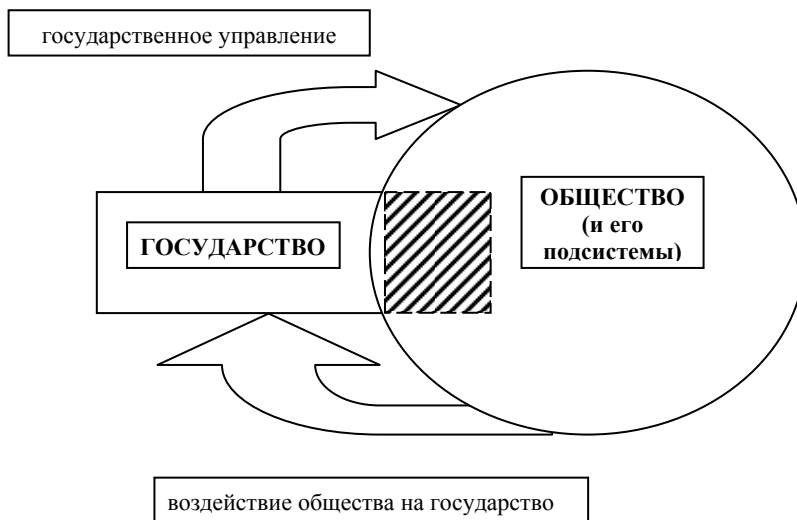 государственное управление
ГОСУДАРСТВО
ОБЩЕСТВО
(и его
подсистемы)
воздействие общества на государство